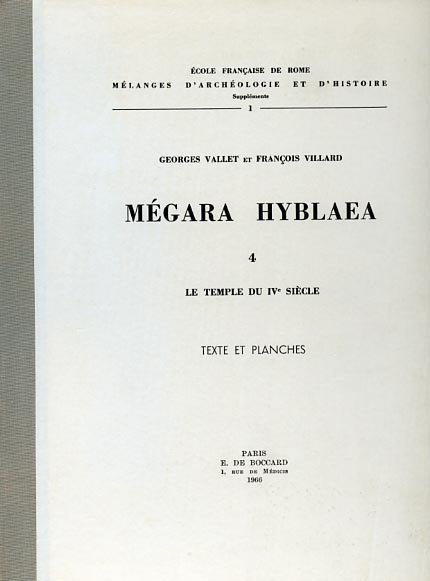 ÉCOLE FRANÇAISE DE ROME
MÉLANGES D'ARCHÉOLOGIE ET D'HISTOIRE
Suppléments
1
GEORGES VALLET ET FRANÇOIS VILLARD
MÉGARA HYBLAEA
4
LE TEMPLE DU IVe SIÈCLE
TEXTE ET PLANCHES
PARIS
E. DE BOCCARD
1, RUE DE MÉDICIS
1966